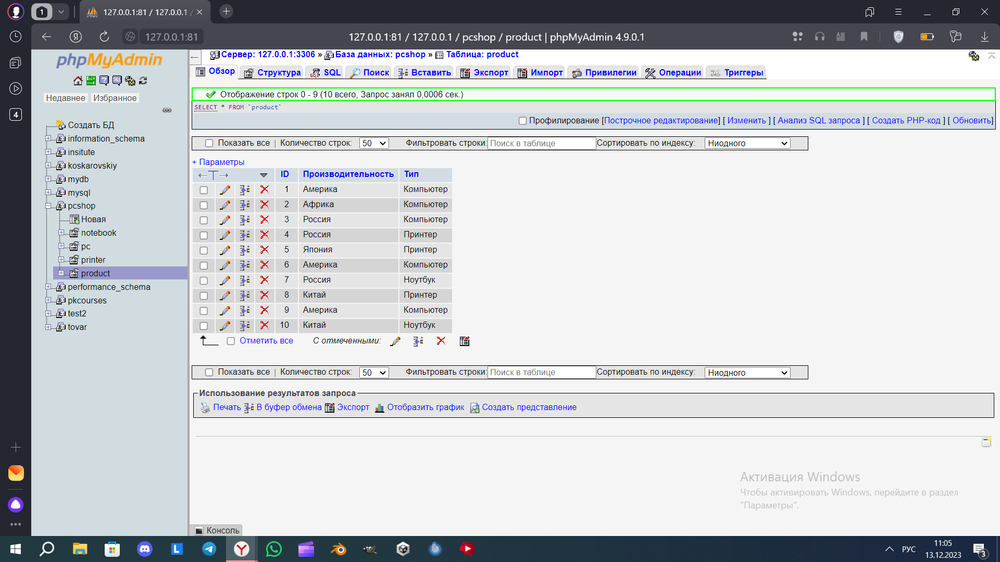 1
127.0.0.1:81 / 127.0.0.1 /
127.0.0.1:81
127.0.0.1:81 / 127.0.0.1 / pcshop / product | phpMyAdmin 4.9.0.1
4
phpMyAdmin
Недавнее Избранное
Создать БД
information_schema
insitute
koskarovskiy
mydb
mysql
pcshop
Новая
notebook
pc
printer
product
performance_schema
pkcourses
test2
tovar
Сервер: 127.0.0.1:3306 » База данных: pcshop » Таблица: product
Обзор Структура SQL Поиск Вставить Экспорт Импорт Привилегии Операции Триггеры
Отображение строк 0 - 9 (10 всего, Запрос занял 0,0006 сек.)
SELECT * FROM `product`
Профилирование [Построчное редактирование] [ Изменить ] [ Анализ SQL запроса ] [ Создать PHP-код ] [ Обновить]
Показать все | Количество строк: 50 Фильтровать строки: Поиск в таблице Сортировать по индексу: Ниодного
+ Параметры
←T→ ID Производительность Тип
1 Америка Компьютер
2 Африка Компьютер
3 Россия Компьютер
4 Россия Принтер
5 Япония Принтер
6 Америка Компьютер
7 Россия Ноутбук
8 Китай Принтер
9 Америка Компьютер
10 Китай Ноутбук
Отметить все С отмеченными:
Показать все | Количество строк: 50 Фильтровать строки: Поиск в таблице Сортировать по индексу: Ниодного
Использование результатов запроса
Печать В буфер обмена Экспорт Отобразить график Создать представление
Активация Windows
Чтобы активировать Windows, перейдите в раздел
"Параметры".
Консоль
РУС
11:05
13.12.2023
3